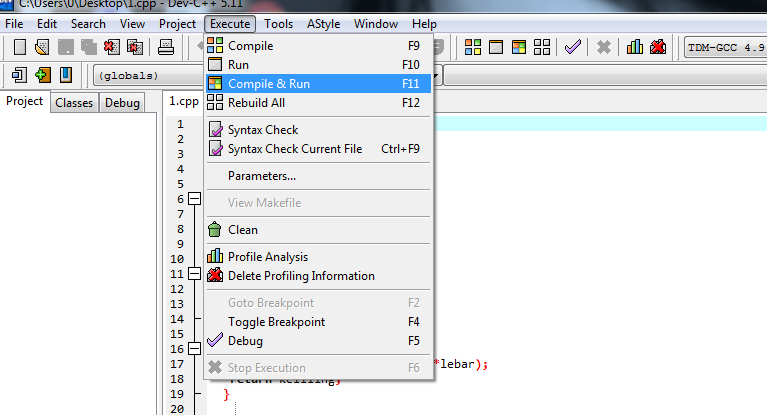 C:\Users\0\Desktop\1.cpp - Dev-C++ 5.11
File Edit Search View Project Execute Tools AStyle Window Help
TDM-GCC 4.9
(globals)
Project Classes Debug
1.cpp
Compile F9
Run F10
Compile & Run F11
Rebuild All F12
Syntax Check
Syntax Check Current File Ctrl+F9
Parameters...
View Makefile
Clean
Profile Analysis
Delete Profiling Information
Goto Breakpoint F2
Toggle Breakpoint F4
Debug F5
Stop Execution F6
1
2
3
4
5
6
7
8
9
10
11
12
13
14
15
16
17 *lebar);
18
19 }
20